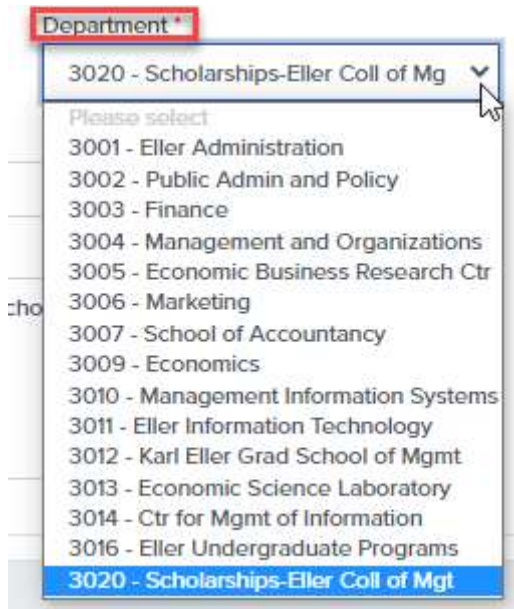 Department *
3020 - Scholarships-Eller Coll of Mg
Please select
3001 - Eller Administration
3002 - Public Admin and Policy
3003 - Finance
3004 - Management and Organizations
3005 - Economic Business Research Ctr
3006 - Marketing
cho
3007 - School of Accountancy
3009 - Economics
3010 - Management Information Systems
3011 - Eller Information Technology
3012 - Karl Eller Grad School of Mgmt
3013 - Economic Science Laboratory
3014 - Ctr for Mgmt of Information
3016 - Eller Undergraduate Programs
3020 - Scholarships-Eller Coll of Mgt